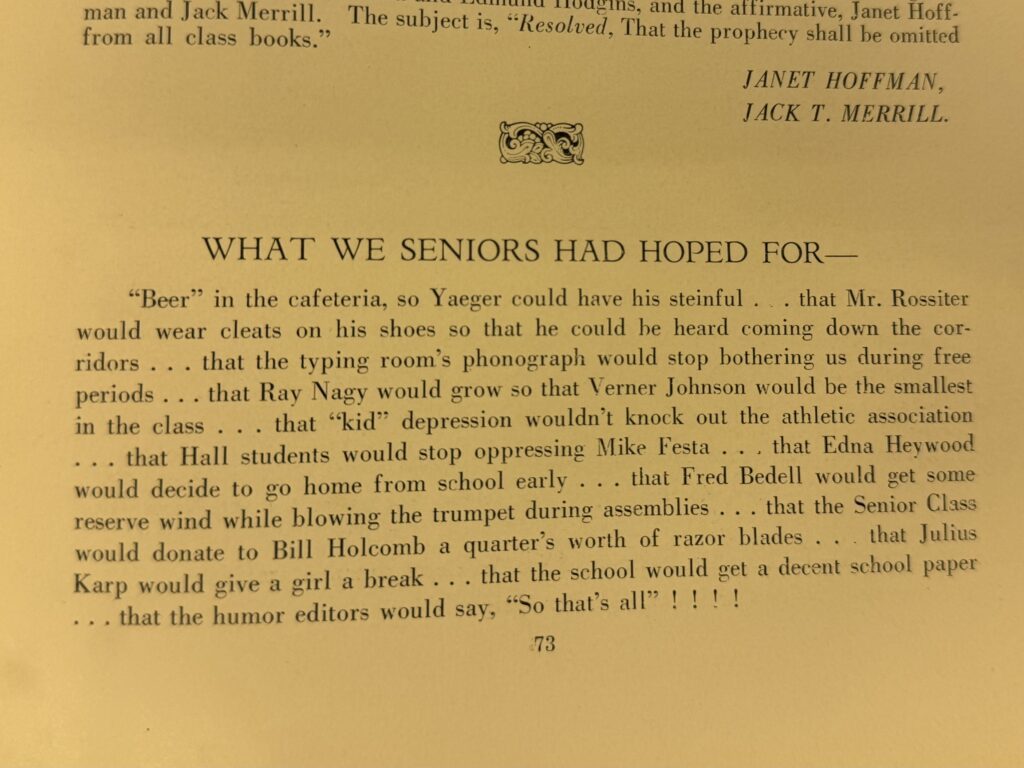 man and Jack Merrill. The subject is, “Resolved, That the prophecy shall be omitted
and Edmund Hodgins, and the affirmative, Janet Hoff-
from all class books.”
JANET HOFFMAN,
JACK T. MERRILL.
WHAT WE SENIORS HAD HOPED FOR—
“Beer” in the cafeteria, so Yaeger could have his steinful . . . that Mr. Rossiter
would wear cleats on his shoes so that he could be heard coming down the cor-
ridors . . . that the typing room’s phonograph would stop bothering us during free
periods . . . that Ray Nagy would grow so that Verner Johnson would be the smallest
in the class . . . that “kid” depression wouldn’t knock out the athletic association
. . . that Hall students would stop oppressing Mike Festa . . . that Edna Heywood
would decide to go home from school early . . . that Fred Bedell would get some
reserve wind while blowing the trumpet during assemblies . . . that the Senior Class
would donate to Bill Holcomb a quarter’s worth of razor blades . . . that Julius
Karp would give a girl a break . . . that the school would get a decent school paper
. . . that the humor editors would say, “So that’s all” ! ! ! !
73